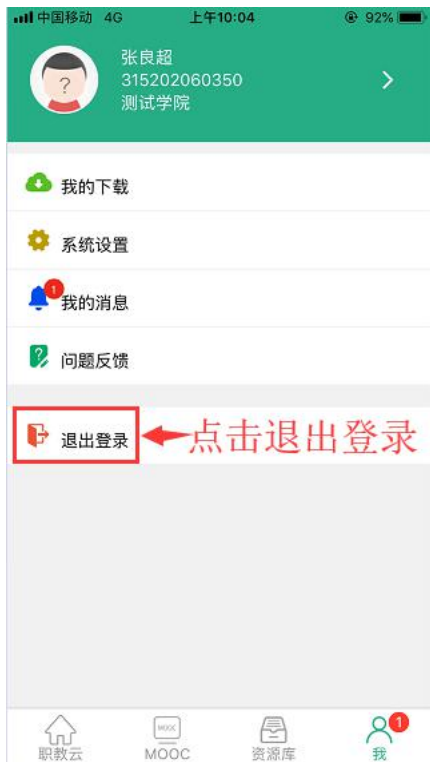 中国移动 4G 上午10:04 92%
张良超
315202060350
测试学院
?
我的下载
系统设置
1
我的消息
?
问题反馈
退出登录 点击退出登录
MOOC
1
职教云 MOOC 资源库 我